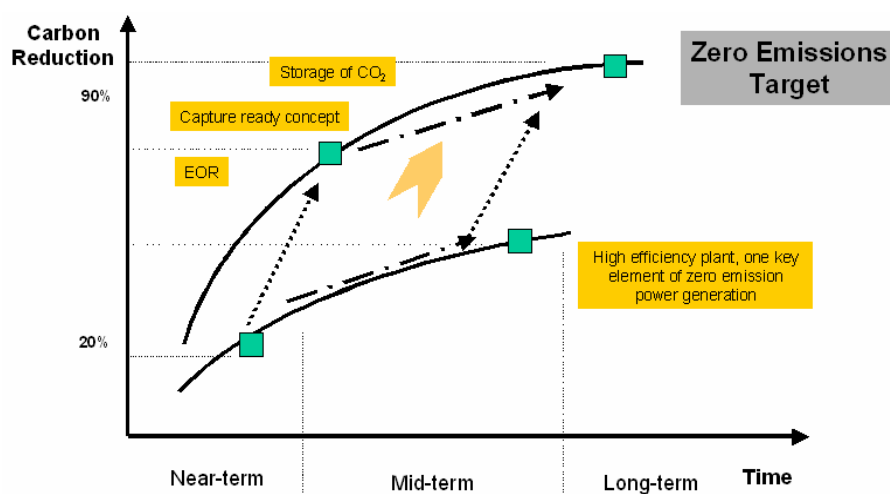 Carbon
Reduction
Zero Emissions
Target
Storage of CO₂
90%
Capture ready concept
EOR
High efficiency plant, one key
element of zero emission
power generation
20%
Near-term
Mid-term
Long-term
Time